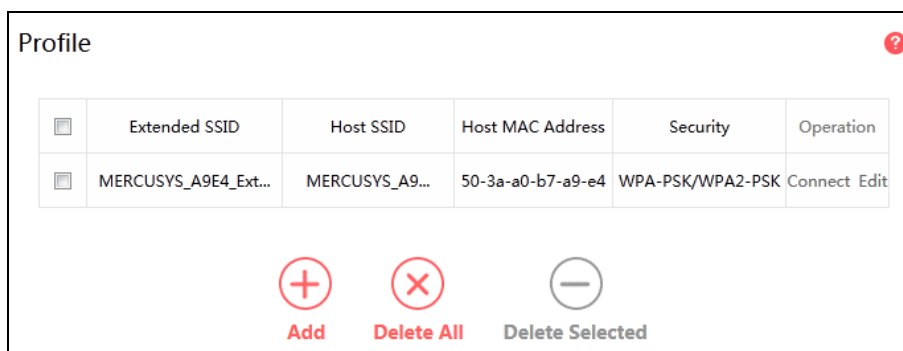 Profile
?
Extended SSID Host SSID Host MAC Address Security Operation
MERCUSYS_A9E4_Ext... MERCUSYS_A9... 50-3a-a0-b7-a9-e4 WPA-PSK/WPA2-PSK Connect Edit
Add Delete All Delete Selected